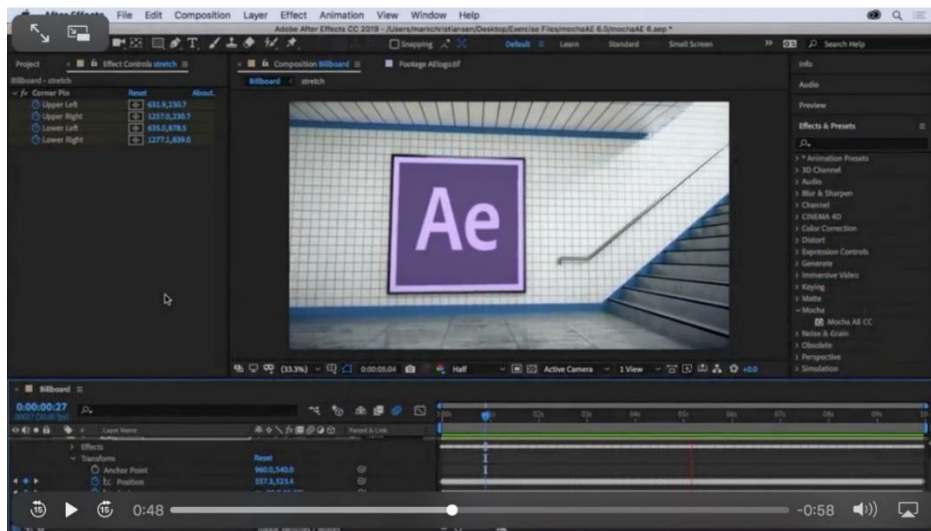 After Effects File Edit Composition Layer Effect Animation View Window Help
Adobe After Effects CC 2019 - /Users/markchristiansen/Desktop/Exercise Files/mochaAE 6.0/mochaAE 6.aep *
Snapping Default Learn Standard Small Screen Search Help
Project Effect Controls stretch Composition Billboard Footage AElogo.tif Info
Billboard - stretch Billboard stretch
fx Corner Pin Reset About.. Audio
Upper Left 631.9,230.7
Upper Right 1257.0,230.7 Preview
Lower Left 635.0,878.5
Lower Right 1277.1,839.0 Effects & Presets
* Animation Presets
3D Channel
Audio
Blur & Sharpen
Channel
CINEMA 4D
Color Correction
Distort
Expression Controls
Generate
Immersive Video
Keying
Matte
Mocha
Mocha AE CC
Noise & Grain
Obsolete
Perspective
Simulation
Ae
(33.3%) 0:00:05:04 Half Active Camera 1 View +0.0
Billboard
0:00:00:27
# Layer Name Parent & Link
Effects
Transform Reset
Anchor Point 960.0,540.0
Position 557.3,523.4
15 15 0:48 -0:58